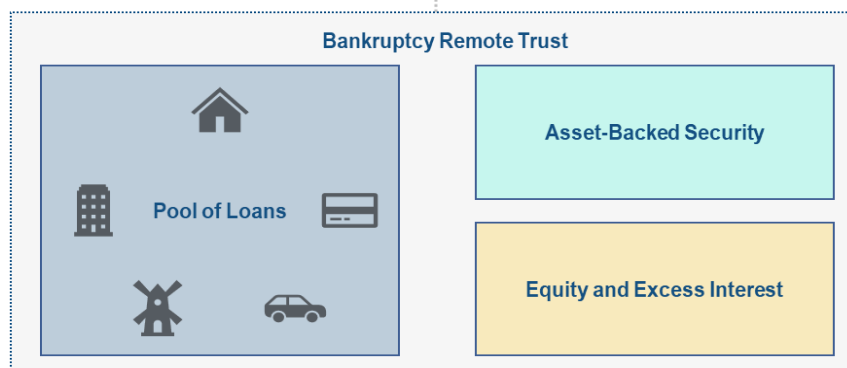 Bankruptcy Remote Trust
Asset-Backed Security
Pool of Loans
Equity and Excess Interest